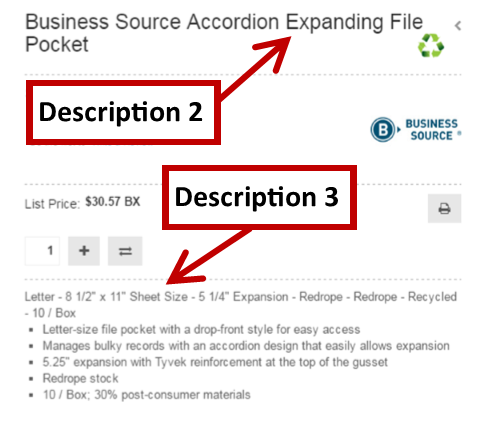 Business Source Accordion Expanding File
Pocket
Description 2
BUSINESS
SOURCE
List Price: $30.57 BX
Description 3
1
Letter - 8 1/2" x 11" Sheet Size - 5 1/4" Expansion - Redrope - Redrope - Recycled
- 10 / Box
Letter-size file pocket with a drop-front style for easy access
Manages bulky records with an accordion design that easily allows expansion
5.25" expansion with Tyvek reinforcement at the top of the gusset
Redrope stock
10 / Box; 30% post-consumer materials